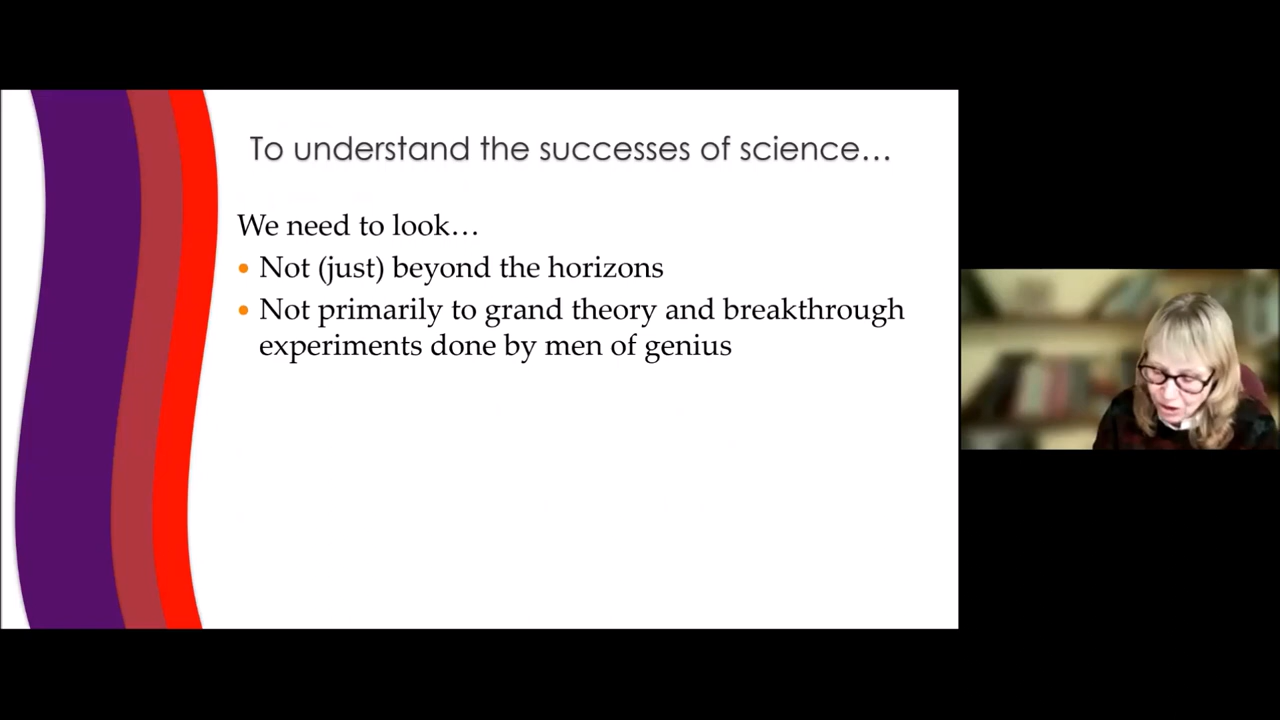 To understand the successes of science…
We need to look…
• Not (just) beyond the horizons
• Not primarily to grand theory and breakthrough
experiments done by men of genius